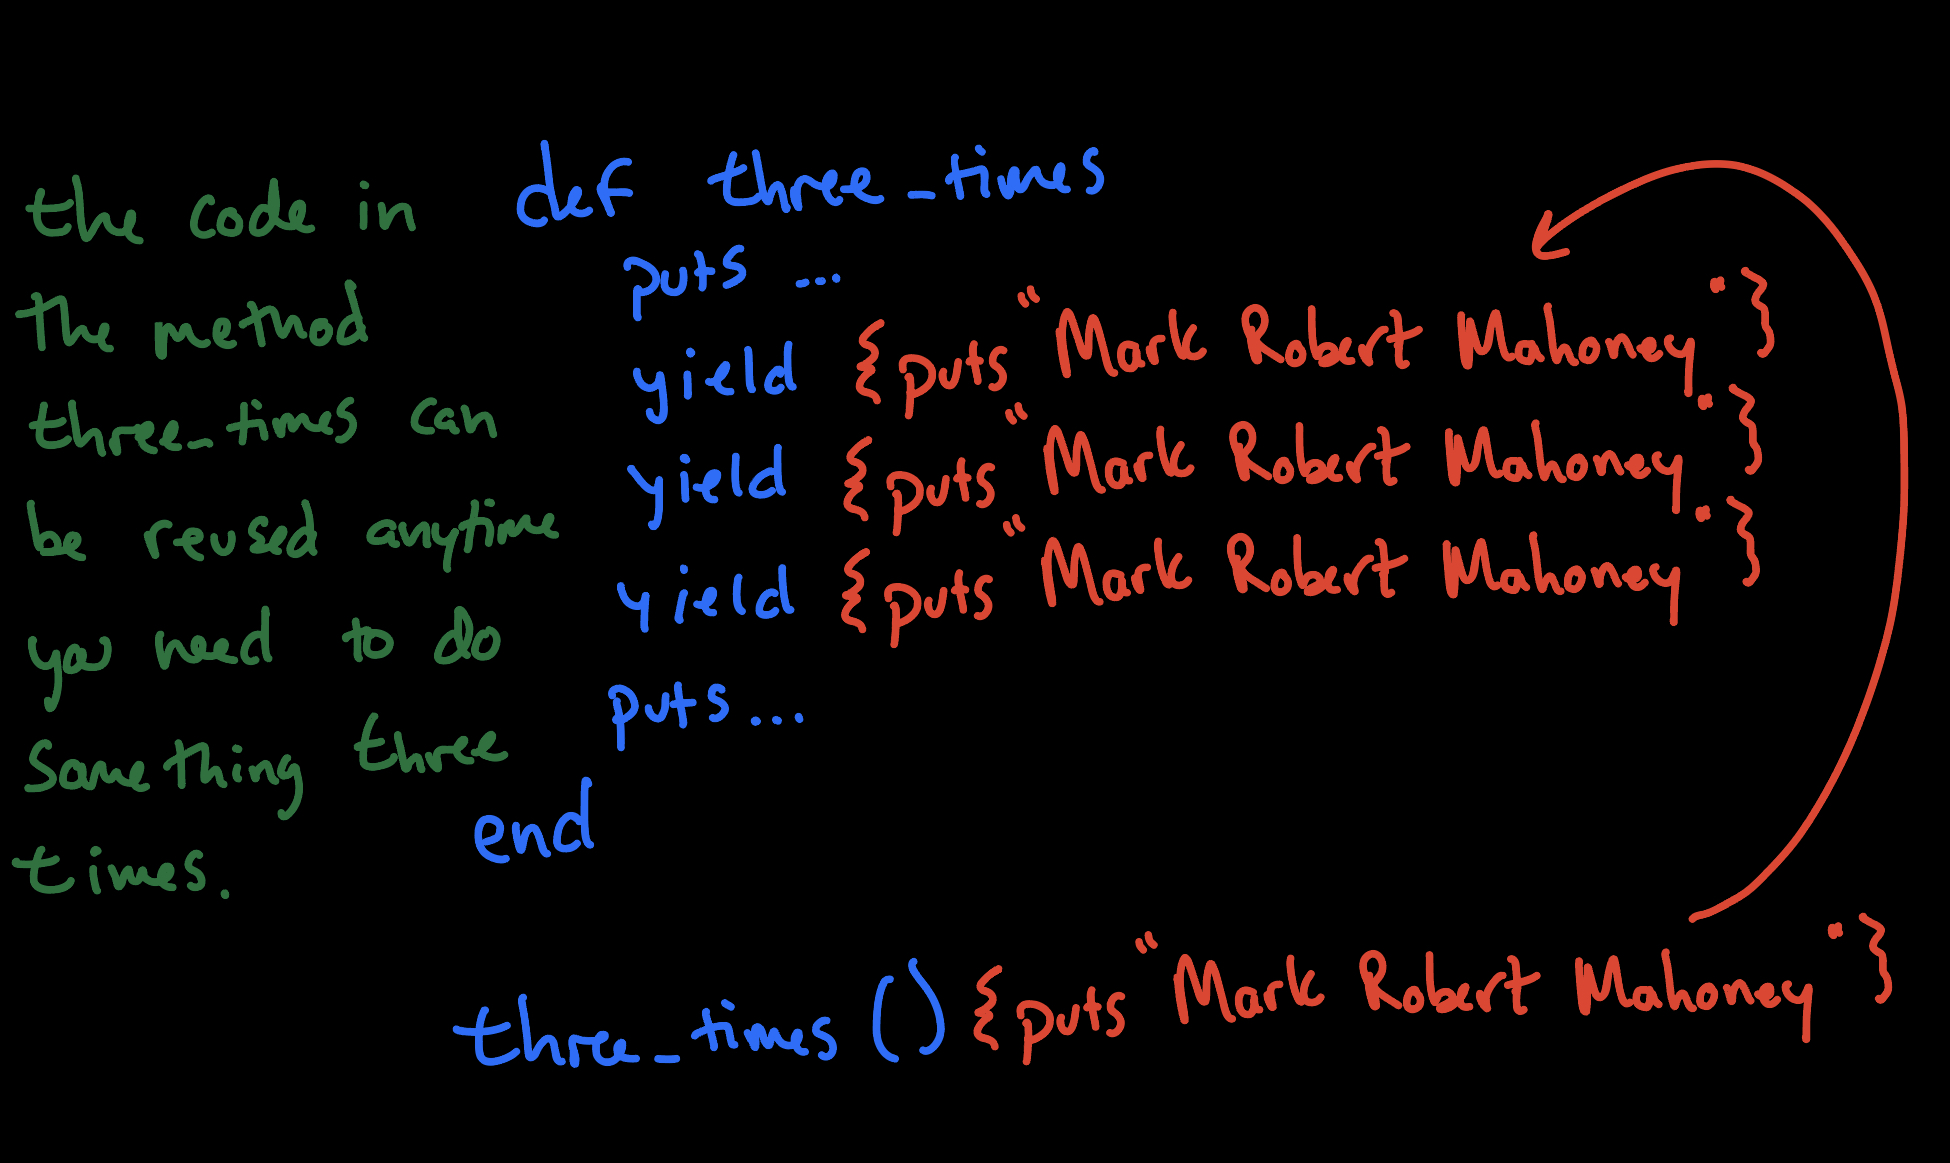 the code in
the method
three_times can
be reused anytime
you need to do
something three
times.
def three_times
puts ...
yield {puts "Mark Robert Mahoney"}
yield {puts "Mark Robert Mahoney"}
yield {puts "Mark Robert Mahoney"}
puts ...
end
three_times () {puts "Mark Robert Mahoney"}